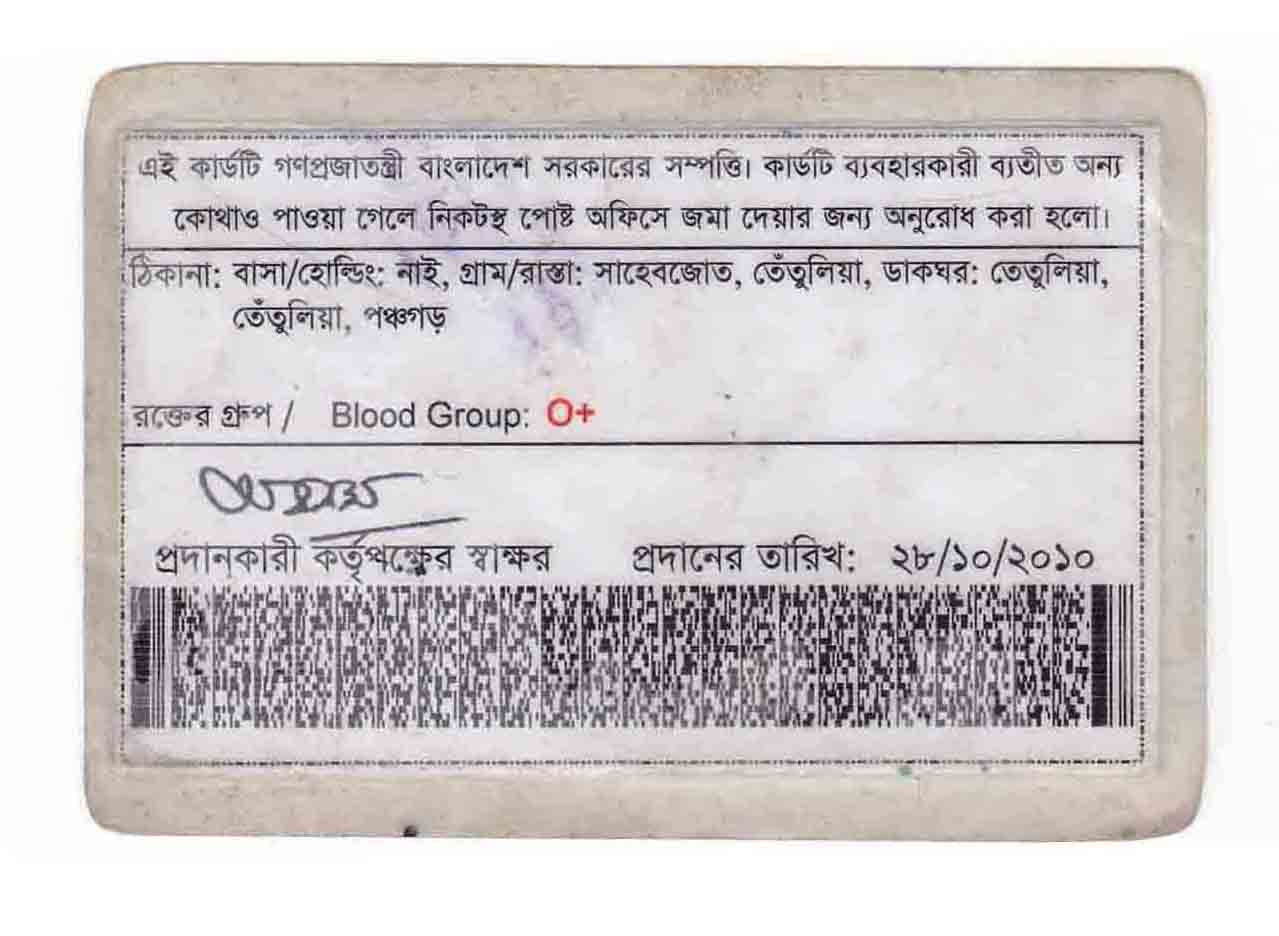 এই কার্ডটি গণপ্রজাতন্ত্রী বাংলাদেশ সরকারের সম্পত্তি। কার্ডটি ব্যবহারকারী ব্যতীত অন্য
কোথাও পাওয়া গেলে নিকটস্থ পোষ্ট অফিসে জমা দেয়ার জন্য অনুরোধ করা হলো।
ঠিকানা: বাসা/হোল্ডিং: নাই, গ্রাম/রাস্তা: সাহেবজোত, তেঁতুলিয়া, ডাকঘর: তেতুলিয়া,
তেঁতুলিয়া, পঞ্চগড়
রক্তের গ্রুপ / Blood Group: O+
প্রদানকারী কর্তৃপক্ষের স্বাক্ষর প্রদানের তারিখ: ২৮/১০/২০১০